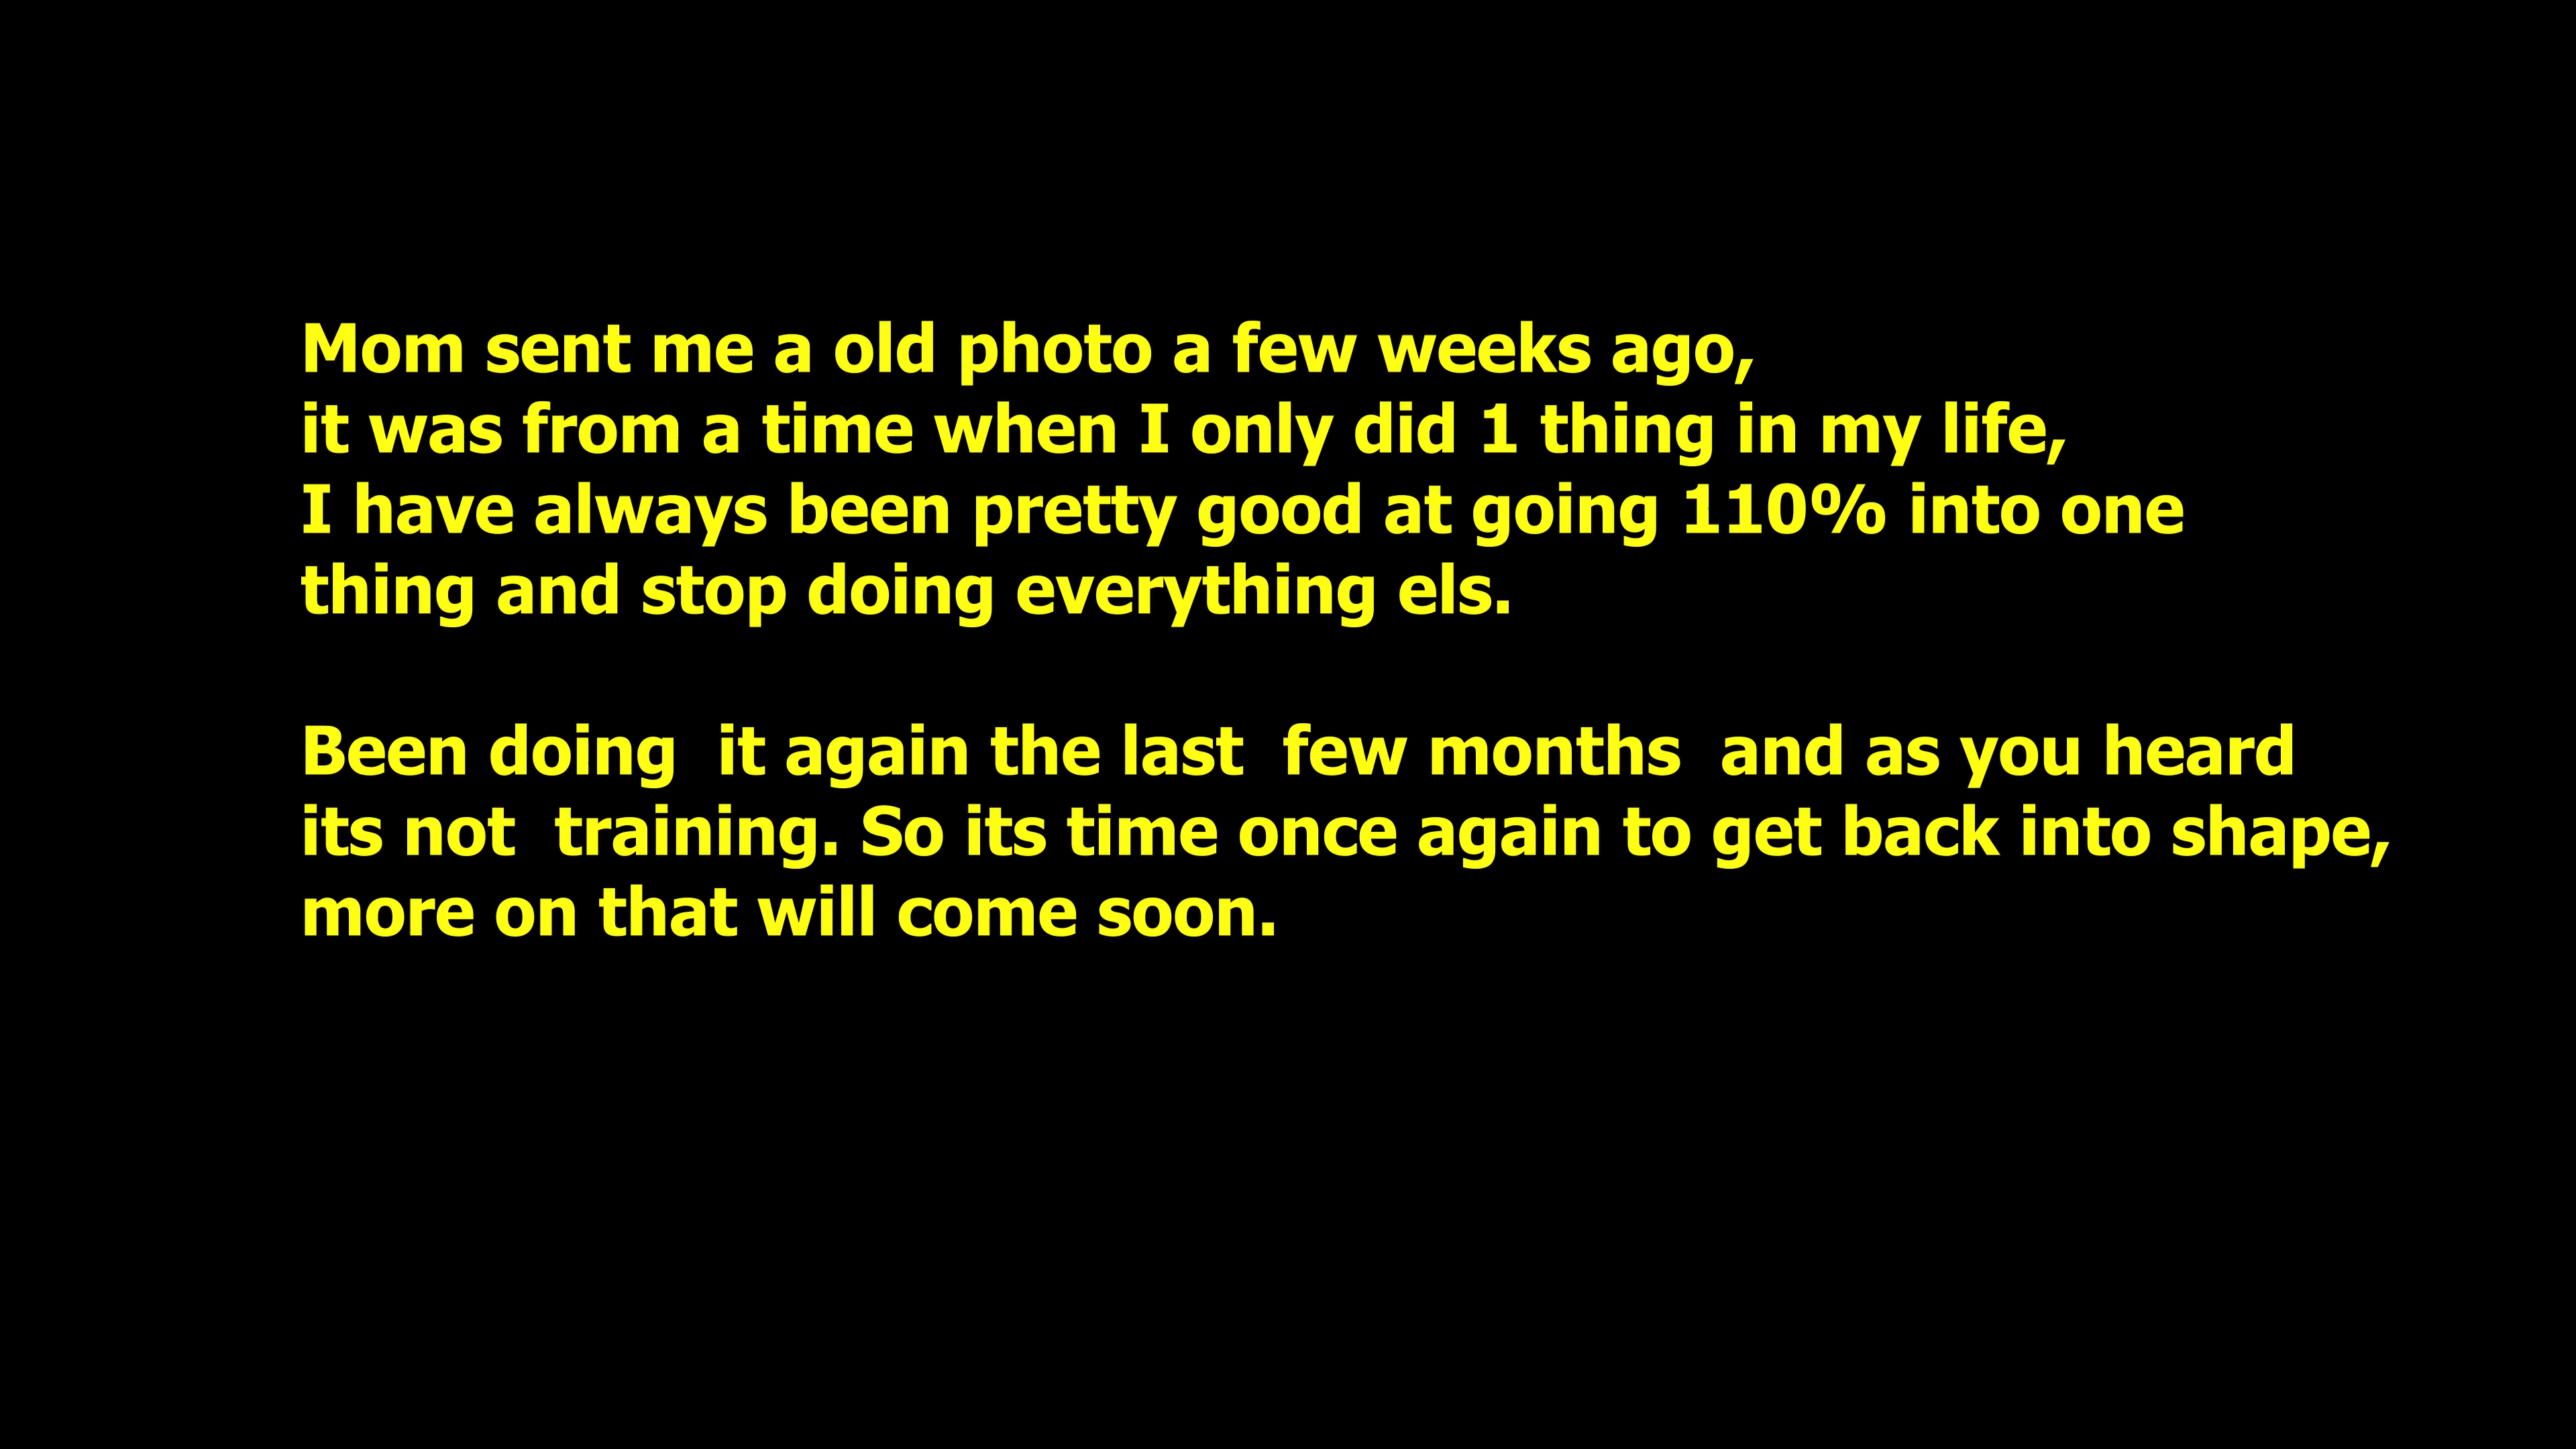 Mom sent me a old photo a few weeks ago,
it was from a time when I only did 1 thing in my life,
I have always been pretty good at going 110% into one
thing and stop doing everything els.
Been doing  it again the last  few months  and as you heard
its not  training. So its time once again to get back into shape,
more on that will come soon.